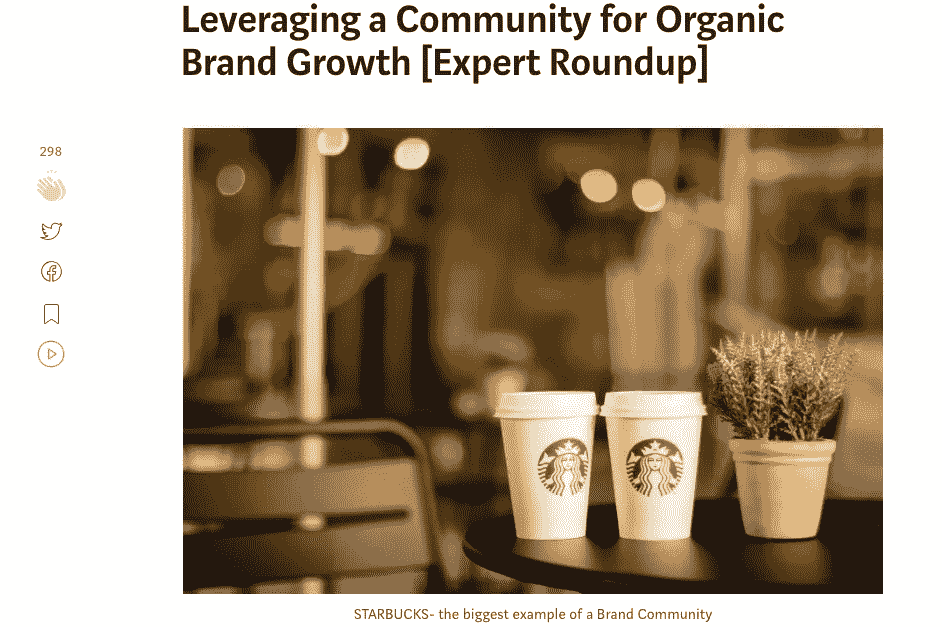 Leveraging a Community for Organic
Brand Growth [Expert Roundup]
298
STARBUCKS- the biggest example of a Brand Community